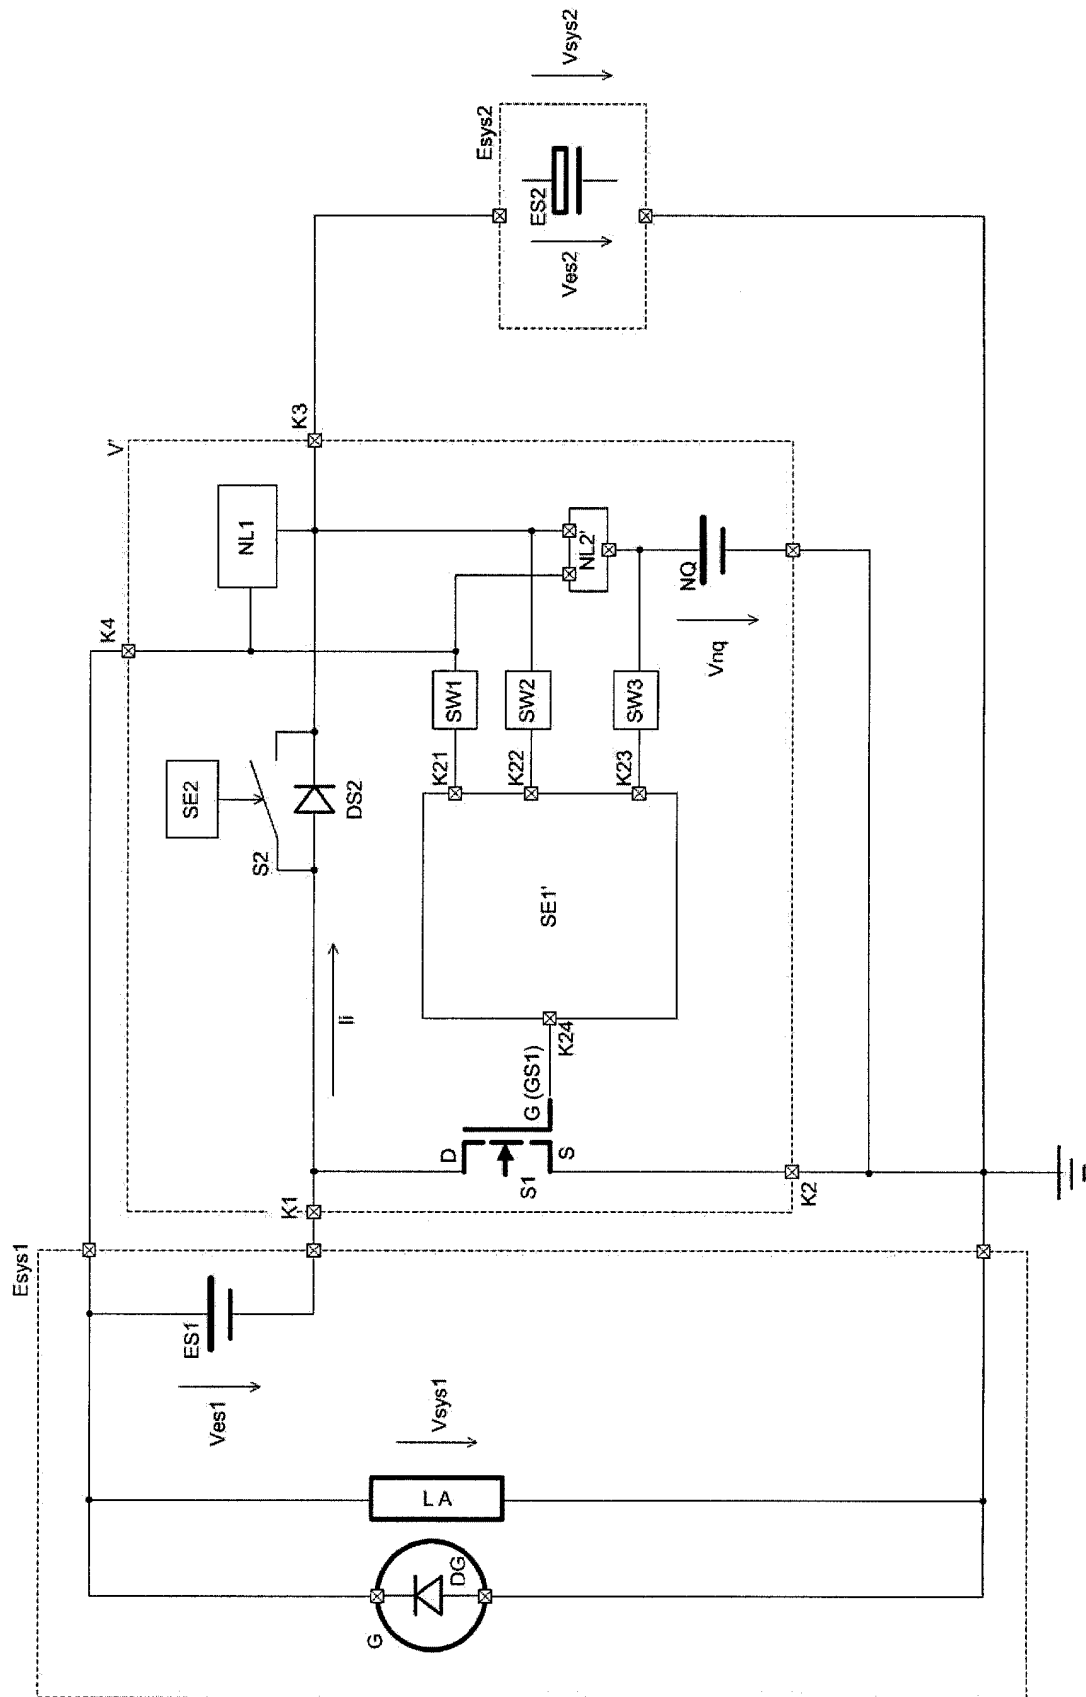 Vsys2
Esys2
ES2
Ves2
K3
V'
NL1
K4
NL2'
NQ
Vnq
SW1
SW2
SW3
K21
K22
K23
SE2
S2
DS2
SE1'
Ii
K24
G (GS1)
D
S
S1
K1
K2
Esys1
ES1
Ves1
Vsys1
LA
DG
G